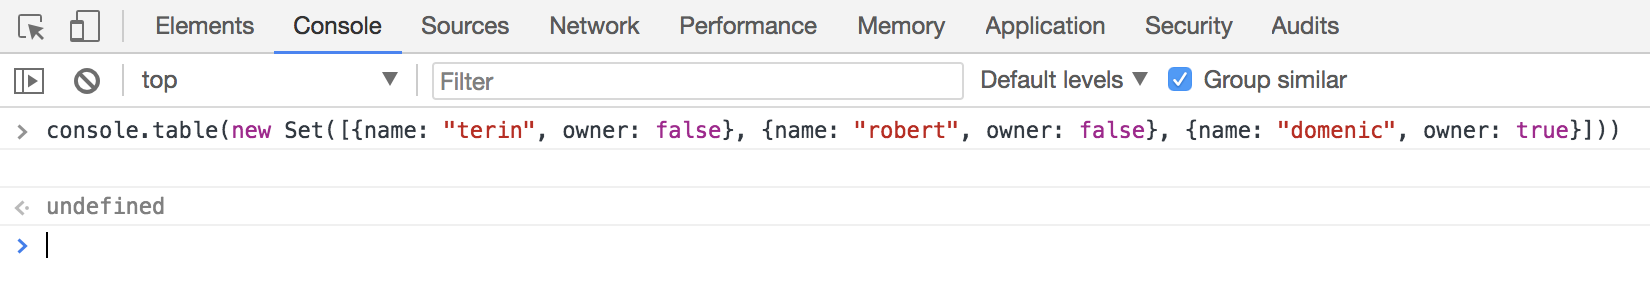 Elements Console Sources Network Performance Memory Application Security Audits
top Filter Default levels Group similar
> console.table(new Set([{name: "terin", owner: false}, {name: "robert", owner: false}, {name: "domenic", owner: true}]))
undefined
>